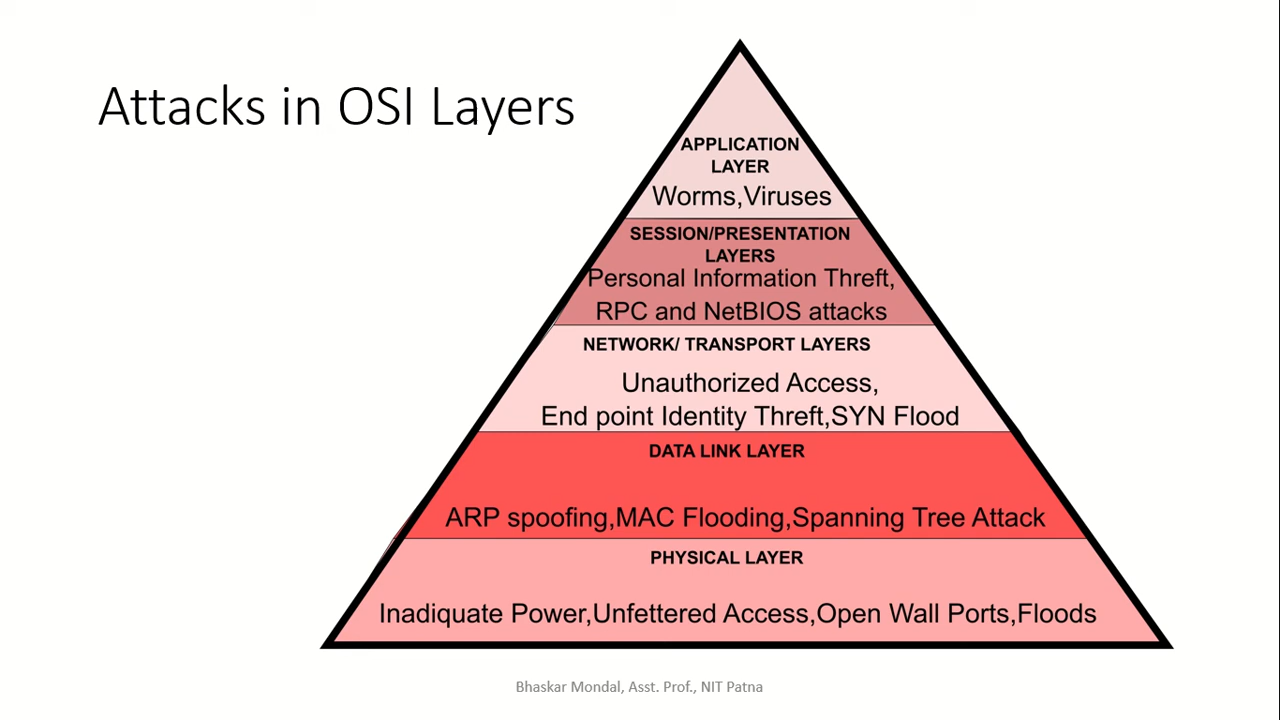 Attacks in OSI Layers
APPLICATION
LAYER
Worms,Viruses
SESSION/PRESENTATION
LAYERS
Personal Information Threft,
RPC and NetBIOS attacks
NETWORK/ TRANSPORT LAYERS
Unauthorized Access,
End point Identity Threft,SYN Flood
DATA LINK LAYER
ARP spoofing,MAC Flooding,Spanning Tree Attack
PHYSICAL LAYER
Inadiquate Power,Unfettered Access,Open Wall Ports,Floods
Bhaskar Mondal, Asst. Prof., NIT Patna